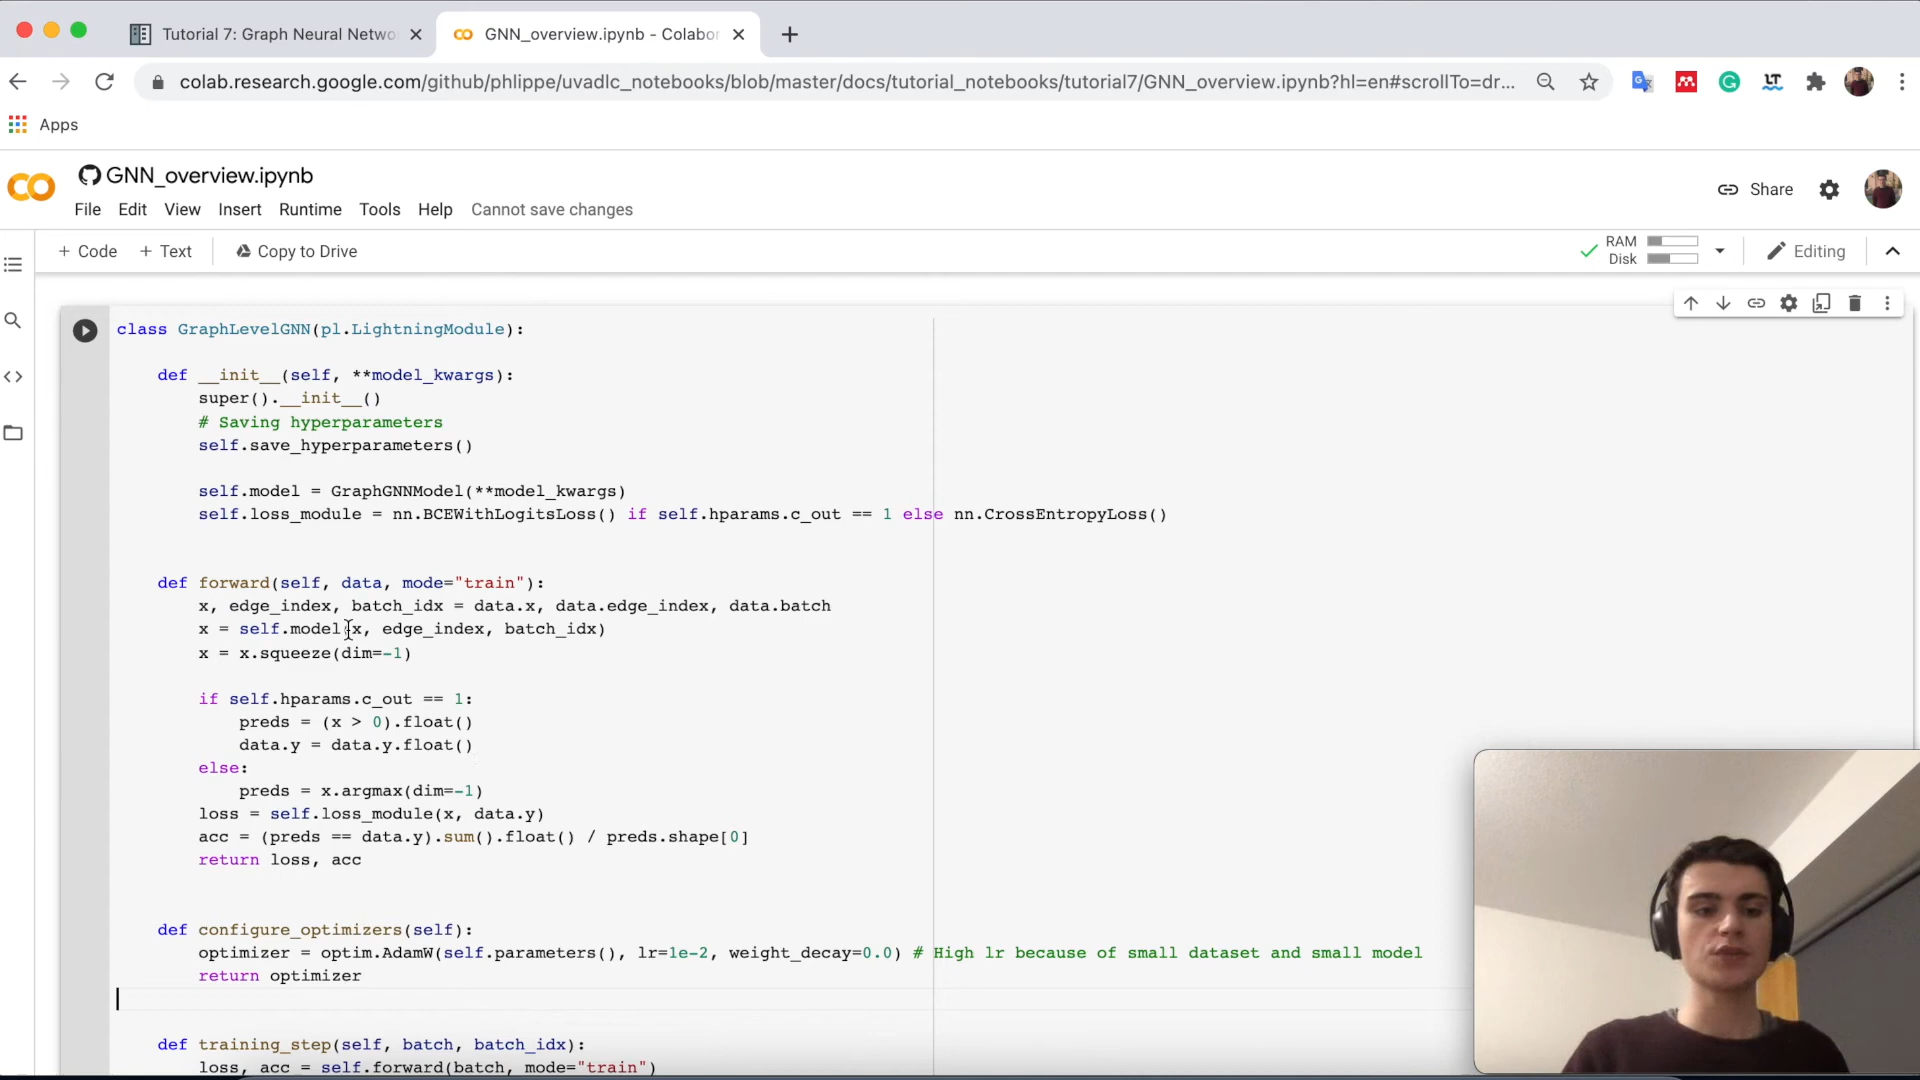 Tutorial 7: Graph Neural Netwo
GNN_overview.ipynb - Colabor
colab.research.google.com/github/phlippe/uvadlc_notebooks/blob/master/docs/tutorial_notebooks/tutorial7/GNN_overview.ipynb?hl=en#scrollTo=dr...
Apps
GNN_overview.ipynb
File Edit View Insert Runtime Tools Help Cannot save changes
Share
+ Code + Text Copy to Drive
RAM
Disk
Editing
class GraphLevelGNN(pl.LightningModule):
def __init__(self, **model_kwargs):
super().__init__()
# Saving hyperparameters
self.save_hyperparameters()
self.model = GraphGNNModel(**model_kwargs)
self.loss_module = nn.BCEWithLogitsLoss() if self.hparams.c_out == 1 else nn.CrossEntropyLoss()
def forward(self, data, mode="train"):
x, edge_index, batch_idx = data.x, data.edge_index, data.batch
x = self.model(x, edge_index, batch_idx)
x = x.squeeze(dim=-1)
if self.hparams.c_out == 1:
preds = (x > 0).float()
data.y = data.y.float()
else:
preds = x.argmax(dim=-1)
loss = self.loss_module(x, data.y)
acc = (preds == data.y).sum().float() / preds.shape[0]
return loss, acc
def configure_optimizers(self):
optimizer = optim.AdamW(self.parameters(), lr=1e-2, weight_decay=0.0) # High lr because of small dataset and small model
return optimizer
def training_step(self, batch, batch_idx):
loss, acc = self.forward(batch, mode="train")